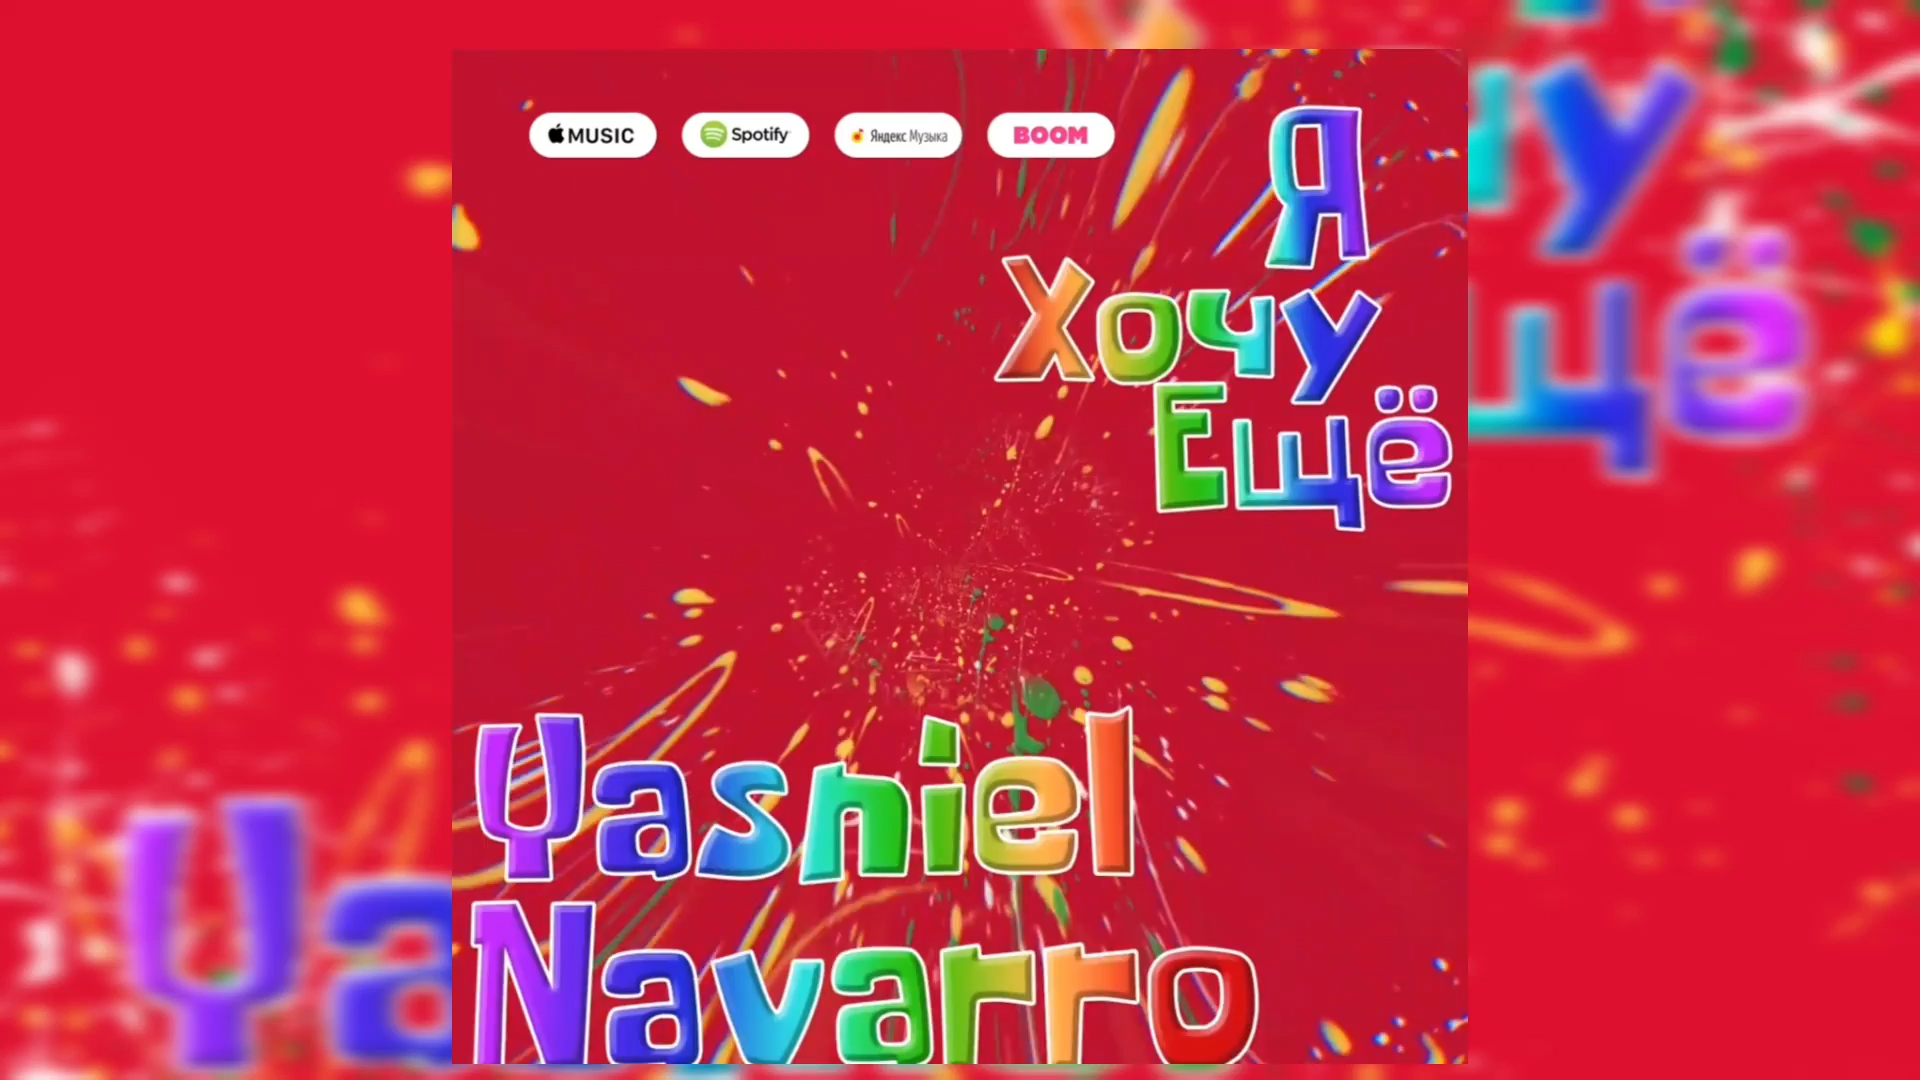 MUSIC
Spotify
Яндекс Музыка
BOOM
Я
Хочу
Ещё
Yasniel
Navarro